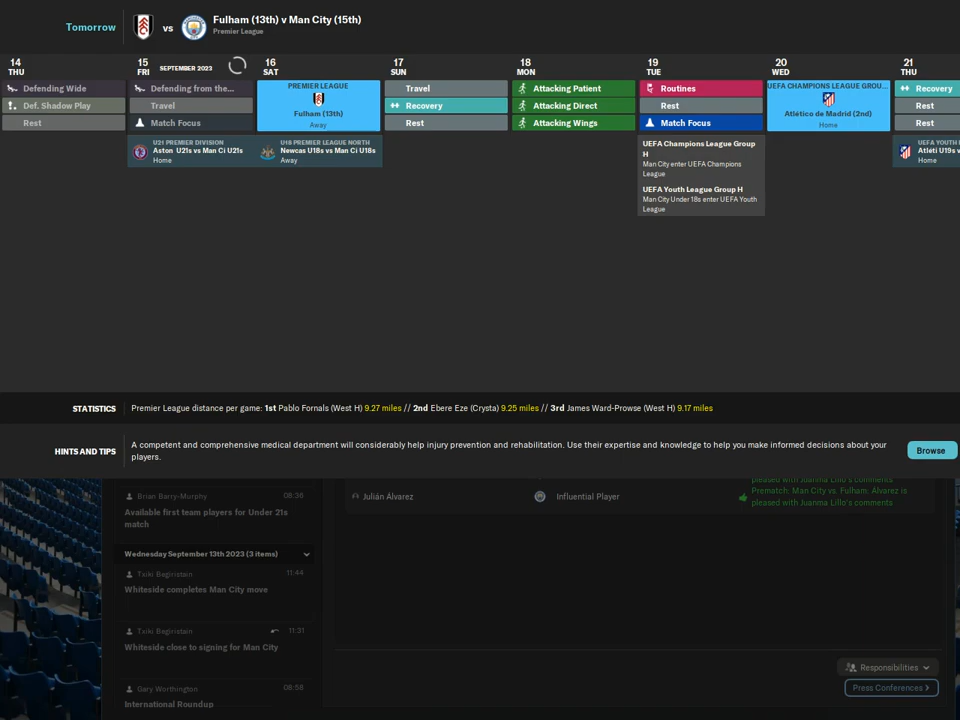 Tomorrow
vs
Fulham (13th) v Man City (15th)
Premier League
14
THU
15
FRI
SEPTEMBER 2023
16
SAT
17
SUN
18
MON
19
TUE
20
WED
21
THU
Defending Wide
Def. Shadow Play
Rest
Defending from the...
Travel
Match Focus
PREMIER LEAGUE
Fulham (13th)
Away
Travel
Recovery
Rest
Attacking Patient
Attacking Direct
Attacking Wings
Routines
Rest
Match Focus
UEFA CHAMPIONS LEAGUE GROU...
Atlético de Madrid (2nd)
Home
Recovery
Rest
Rest
U21 PREMIER DIVISION
Aston U21s vs Man Ci U21s
Home
U18 PREMIER LEAGUE NORTH
Newcas U18s vs Man Ci U18s
Away
UEFA Champions League Group
H
Man City enter UEFA Champions
League
UEFA Youth League Group H
Man City Under 18s enter UEFA Youth
League
UEFA YOUTH
Atléti U19s v
Home
STATISTICS
Premier League distance per game: 1st Pablo Fornals (West H) 9.27 miles // 2nd Ebere Eze (Crysta) 9.25 miles // 3rd James Ward-Prowse (West H) 9.17 miles
HINTS AND TIPS
A competent and comprehensive medical department will considerably help injury prevention and rehabilitation. Use their expertise and knowledge to help you make informed decisions about your
players.
Browse
Brian Barry-Murphy
08:36
Available first team players for Under 21s
match
Wednesday September 13th 2023 (3 items)
Txiki Begiristain
11:44
Whiteside completes Man City move
Txiki Begiristain
11:31
Whiteside close to signing for Man City
Gary Worthington
08:58
International Roundup
Julián Álvarez
Influential Player
pleased with Juanma Lillo's comments
Prematch: Man City vs. Fulham: Álvarez is
pleased with Juanma Lillo's comments
Responsibilities
Press Conferences